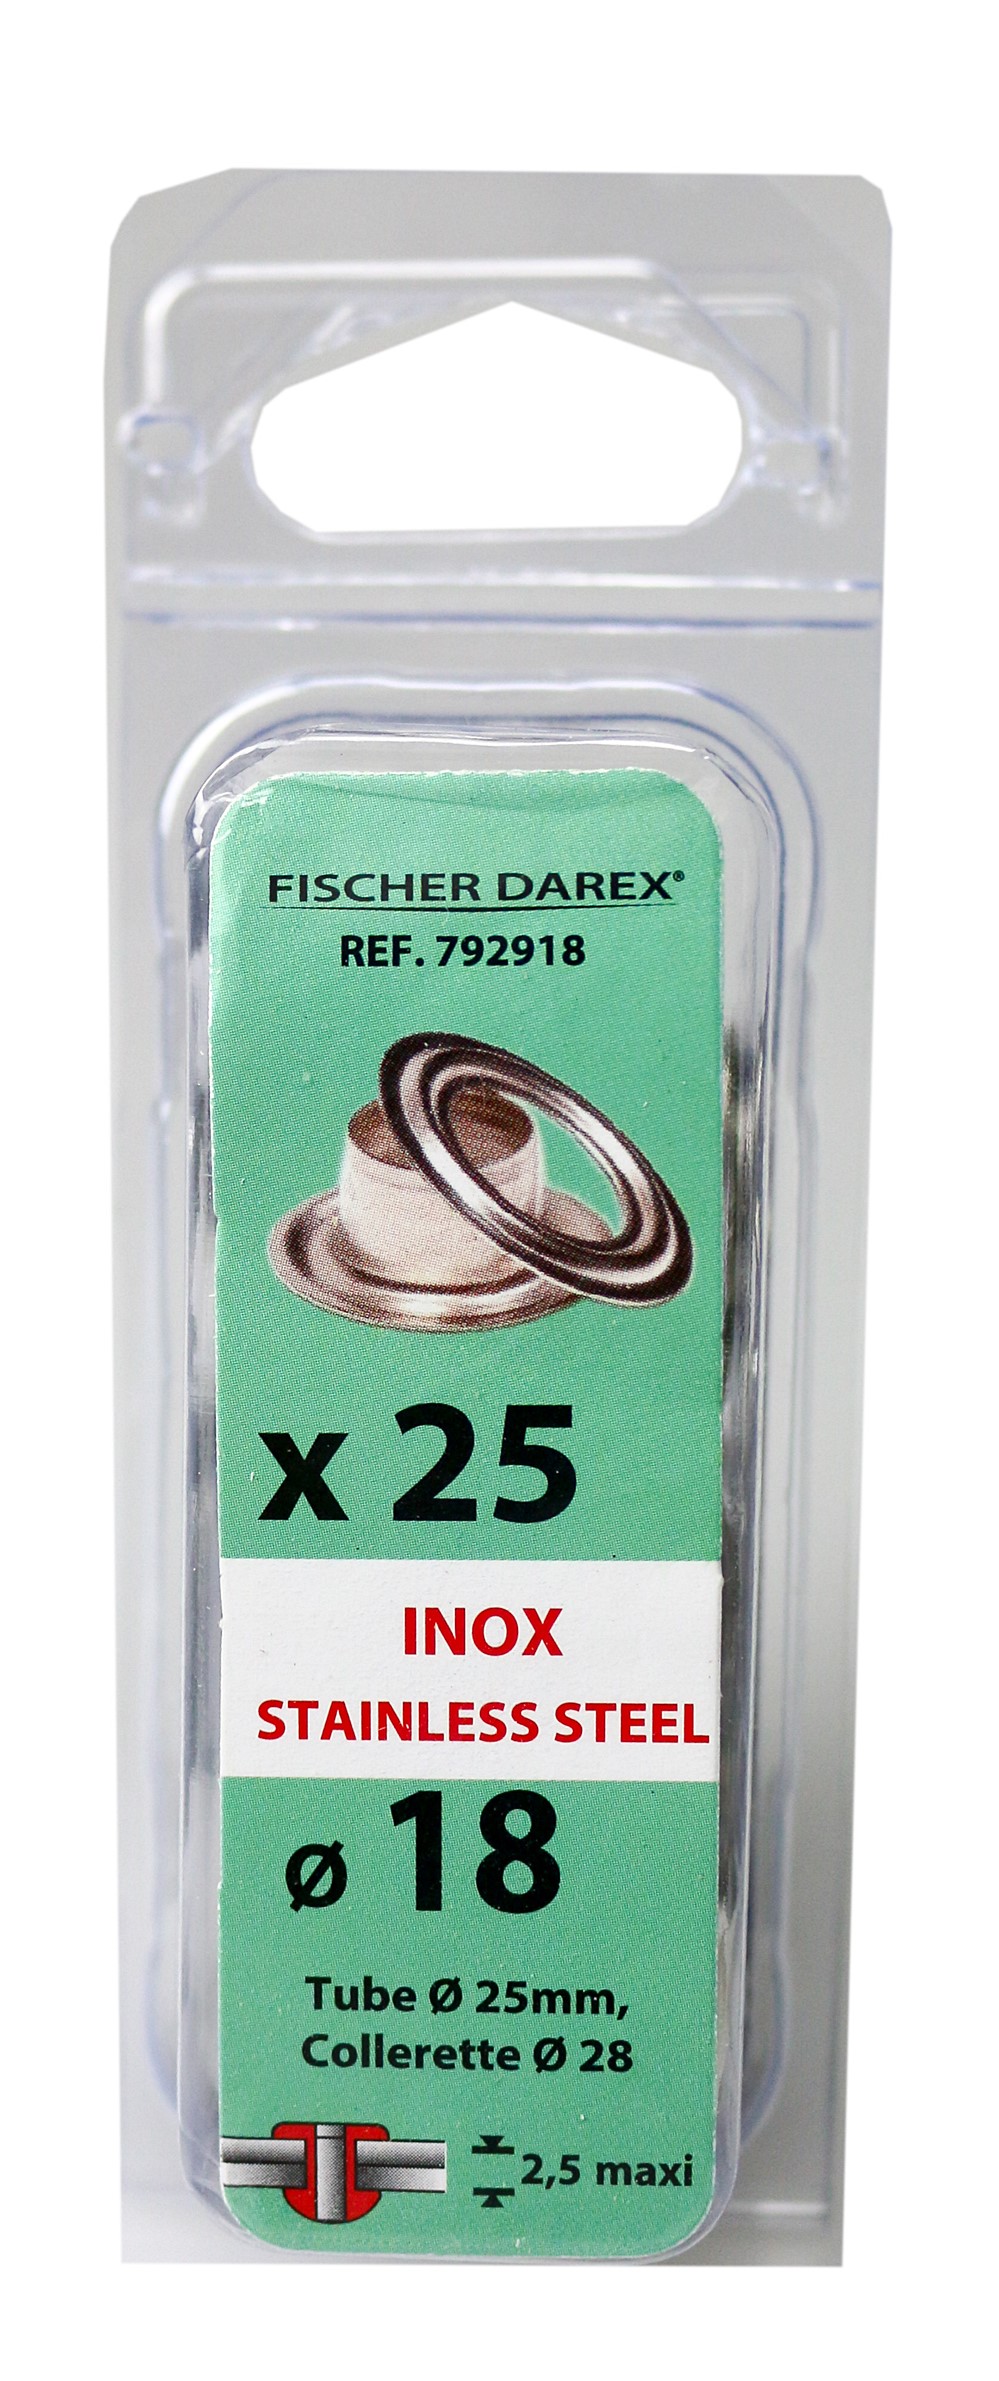 FISCHER DAREX®
REF. 792918
x 25
INOX
STAINLESS STEEL
Ø 18
Tube Ø 25mm,
Collerette Ø 28
2,5 maxi